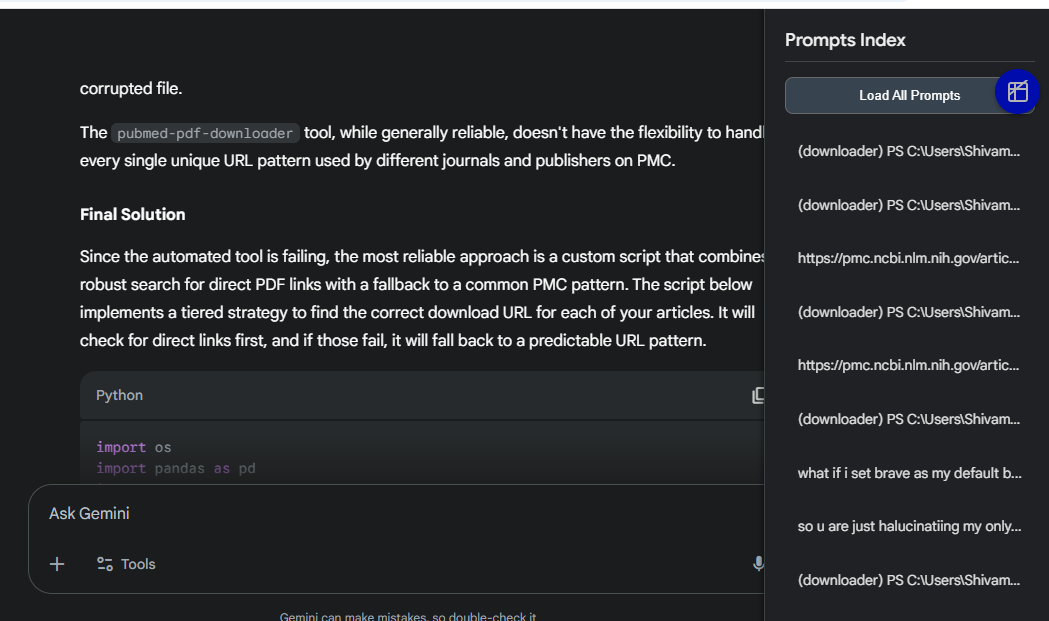 corrupted file.
The pubmed-pdf-downloader tool, while generally reliable, doesn't have the flexibility to handl
every single unique URL pattern used by different journals and publishers on PMC.
Final Solution
Since the automated tool is failing, the most reliable approach is a custom script that combines
robust search for direct PDF links with a fallback to a common PMC pattern. The script below
implements a tiered strategy to find the correct download URL for each of your articles. It will
check for direct links first, and if those fail, it will fall back to a predictable URL pattern.
Python
import os
import pandas as pd
Ask Gemini
Tools
Gemini can make mistakes, so double-check it
Prompts Index
Load All Prompts
(downloader) PS C:\Users\Shivam...
(downloader) PS C:\Users\Shivam...
https://pmc.ncbi.nlm.nih.gov/artic...
(downloader) PS C:\Users\Shivam...
https://pmc.ncbi.nlm.nih.gov/artic...
(downloader) PS C:\Users\Shivam...
what if i set brave as my default b...
so u are just halucinatiing my only...
(downloader) PS C:\Users\Shivam...